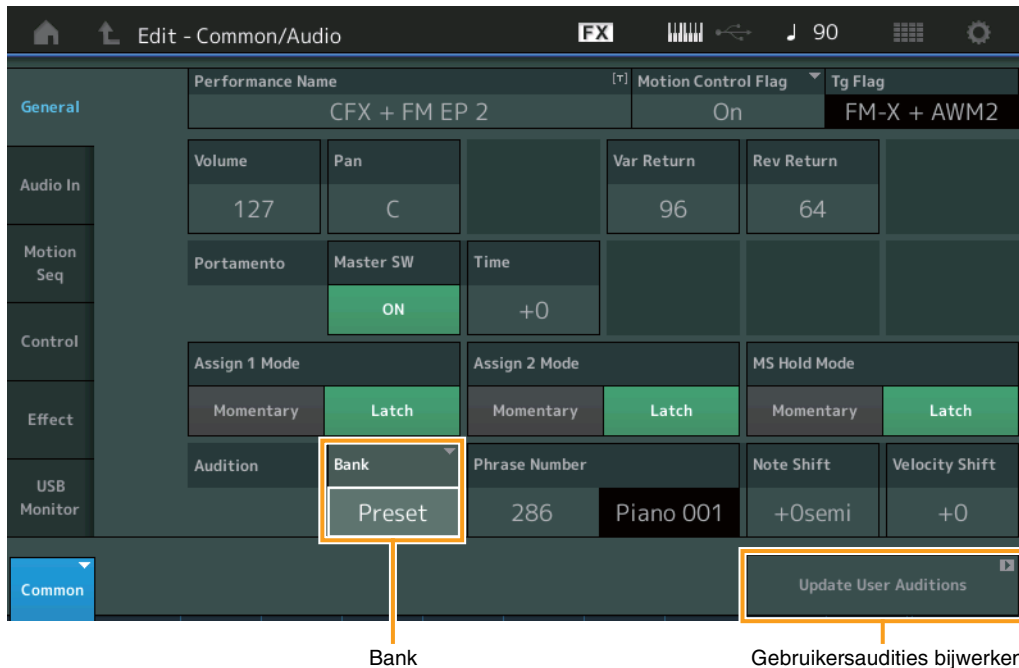 Edit - Common/Audio FX 90
General
Audio In
Motion
Seq
Control
Effect
USB
Monitor
Common
Performance Name [T] Motion Control Flag Tg Flag
CFX + FM EP 2 On FM-X + AWM2
Volume Pan Var Return Rev Return
127 C 96 64
Portamento Master SW Time
ON +0
Assign 1 Mode Assign 2 Mode MS Hold Mode
Momentary Latch Momentary Latch Momentary Latch
Audition Bank Phrase Number Note Shift Velocity Shift
Preset 286 Piano 001 +0semi +0
Update User Auditions
Bank Gebruikersaudities bijwerken